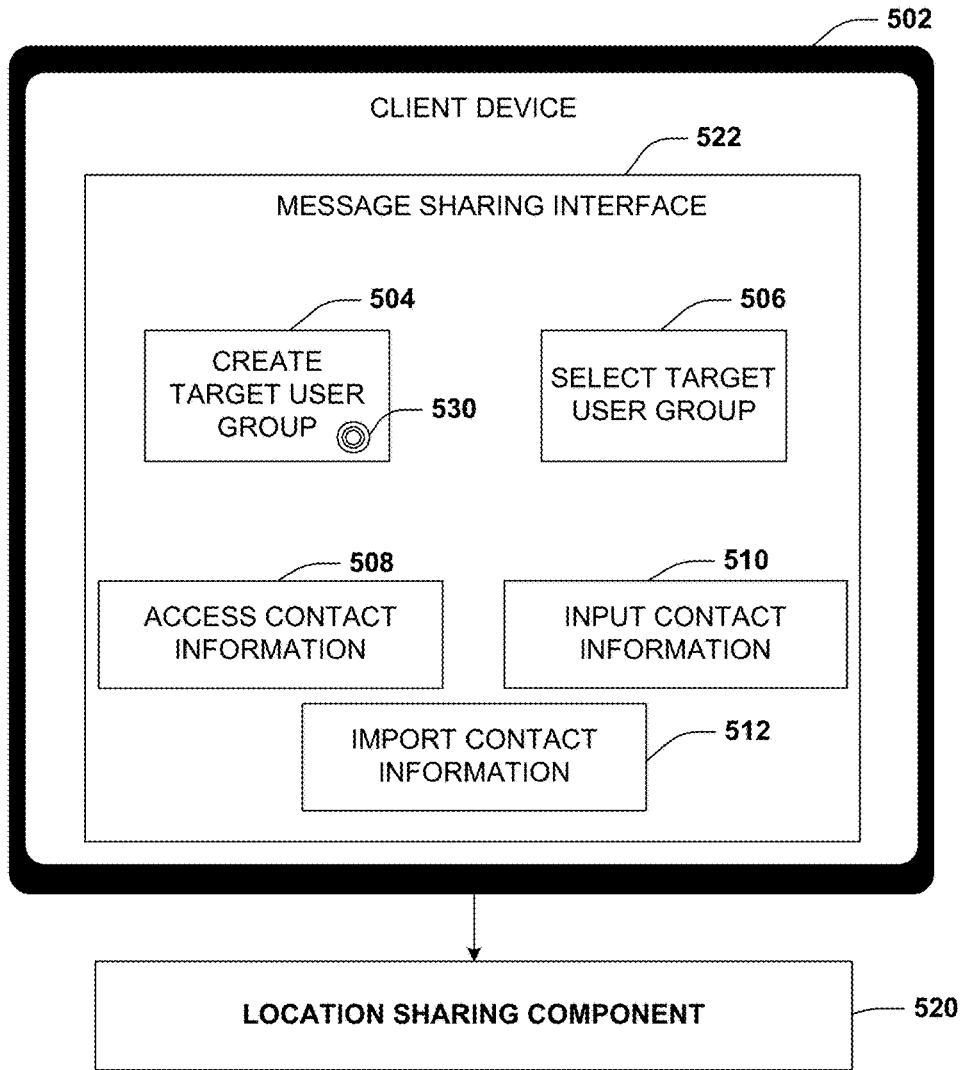 502
CLIENT DEVICE
522
MESSAGE SHARING INTERFACE
504
CREATE
TARGET USER
GROUP
530
506
SELECT TARGET
USER GROUP
508
ACCESS CONTACT
INFORMATION
510
INPUT CONTACT
INFORMATION
IMPORT CONTACT
INFORMATION
512
LOCATION SHARING COMPONENT
520